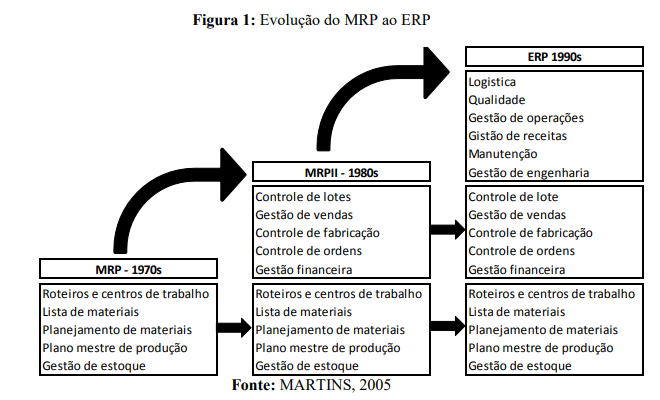 Figura 1: Evolução do MRP ao ERP
ERP 1990s
Logistica
Qualidade
Gestão de operações
Gistão de receitas
Manutenção
Gestão de engenharia
MRPII - 1980s
Controle de lotes
Gestão de vendas
Controle de fabricação
Controle de ordens
Gestão financeira
Controle de lote
Gestão de vendas
Controle de fabricação
Controle de ordens
Gestão financeira
MRP - 1970s
Roteiros e centros de trabalho
Lista de materiais
Planejamento de materiais
Plano mestre de produção
Gestão de estoque
Roteiros e centros de trabalho
Lista de materiais
Planejamento de materiais
Plano mestre de produção
Gestão de estoque
Roteiros e centros de trabalho
Lista de materiais
Planejamento de materiais
Plano mestre de produção
Gestão de estoque
Fonte: MARTINS, 2005